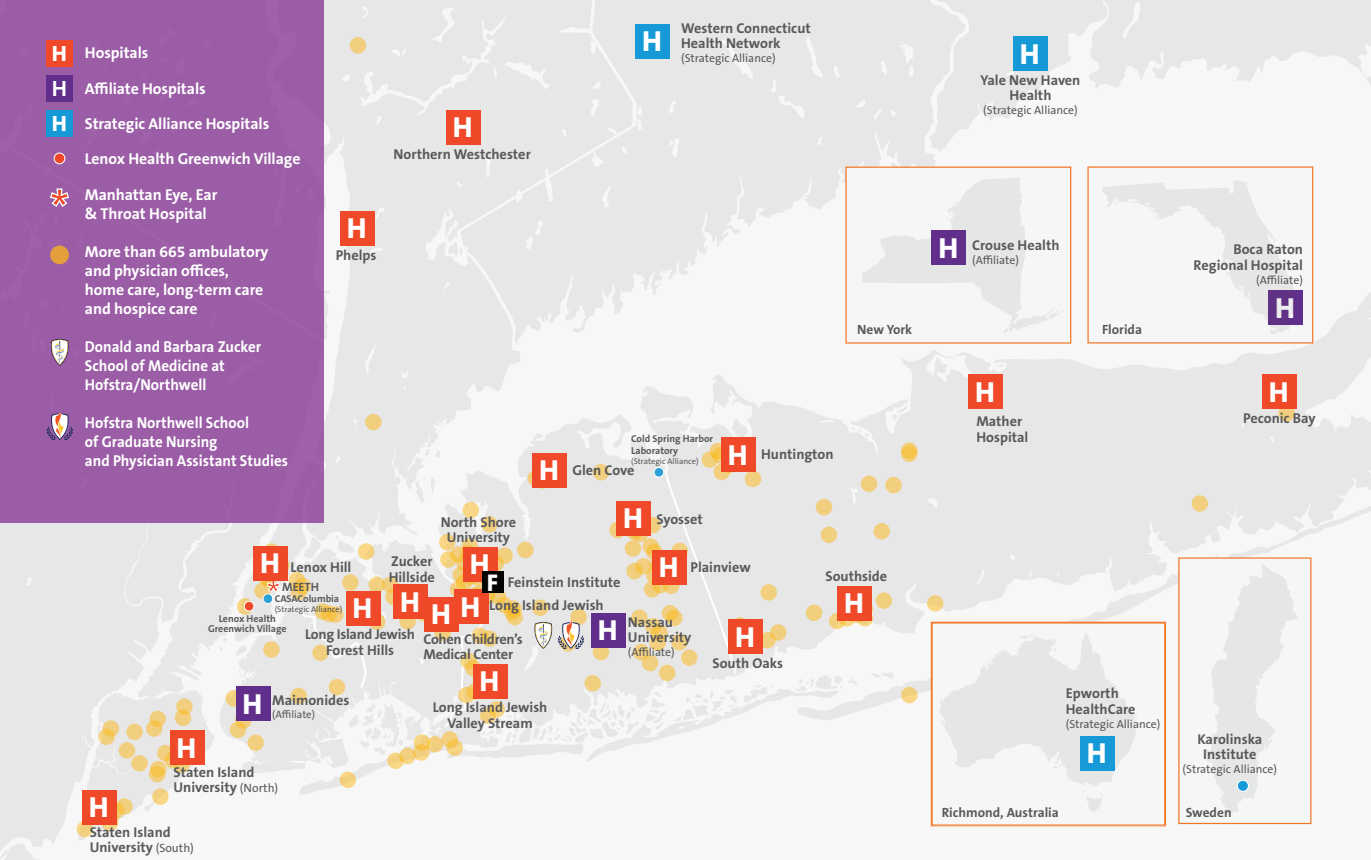 H Hospitals
H Affiliate Hospitals
H Strategic Alliance Hospitals
Lenox Health Greenwich Village
Manhattan Eye, Ear
& Throat Hospital
More than 665 ambulatory
and physician offices,
home care, long-term care
and hospice care
Donald and Barbara Zucker
School of Medicine at
Hofstra/Northwell
Hofstra Northwell School
of Graduate Nursing
and Physician Assistant Studies
H
Western Connecticut
Health Network
(Strategic Alliance)
H
Yale New Haven
Health
(Strategic Alliance)
H
Northern Westchester
H
Phelps
H
Crouse Health
(Affiliate)
New York
Boca Raton
Regional Hospital
(Affiliate)
H
Florida
H
Mather
Hospital
H
Peconic Bay
Cold Spring Harbor
Laboratory
(Strategic Alliance)
H
Huntington
H
Glen Cove
H
Syosset
North Shore
University
H
F
Feinstein Institute
H
Plainview
H
Lenox Hill
MEETH
CASAColumbia
(Strategic Alliance)
Lenox Health
Greenwich Village
Zucker
Hillside
H
H
Long Island Jewish
Forest Hills
H
Cohen Children's
Medical Center
H
Long Island Jewish
H
Nassau
University
(Affiliate)
Southside
H
H
South Oaks
H
Long Island Jewish
Valley Stream
H
Maimonides
(Affiliate)
H
Staten Island
University (North)
H
Staten Island
University (South)
Epworth
HealthCare
(Strategic Alliance)
H
Richmond, Australia
Karolinska
Institute
(Strategic Alliance)
Sweden